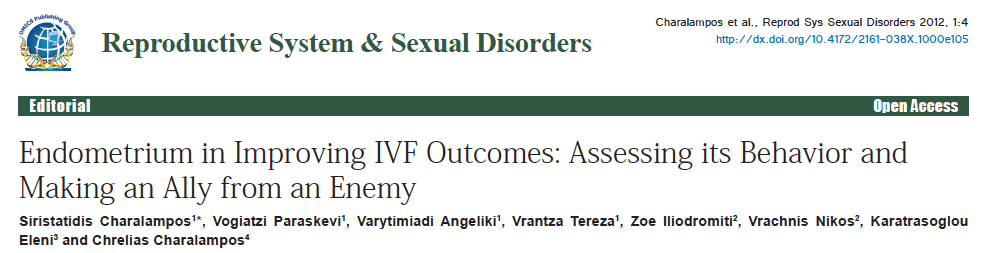 OMICS Publishing Group
Reproductive System & Sexual Disorders
Charalampos et al., Reprod Sys Sexual Disorders 2012, 1:4
http://dx.doi.org/10.4172/2161-038X.1000e105
Editorial
Open Access
Endometrium in Improving IVF Outcomes: Assessing its Behavior and
Making an Ally from an Enemy
Siristatidis Charalampos¹*, Vogiatzi Paraskevi¹, Varytimiadi Angeliki¹, Vrantza Tereza¹, Zoe Iliodromiti², Vrachnis Nikos², Karatrasoglou
Eleni³ and Chrelias Charalampos⁴